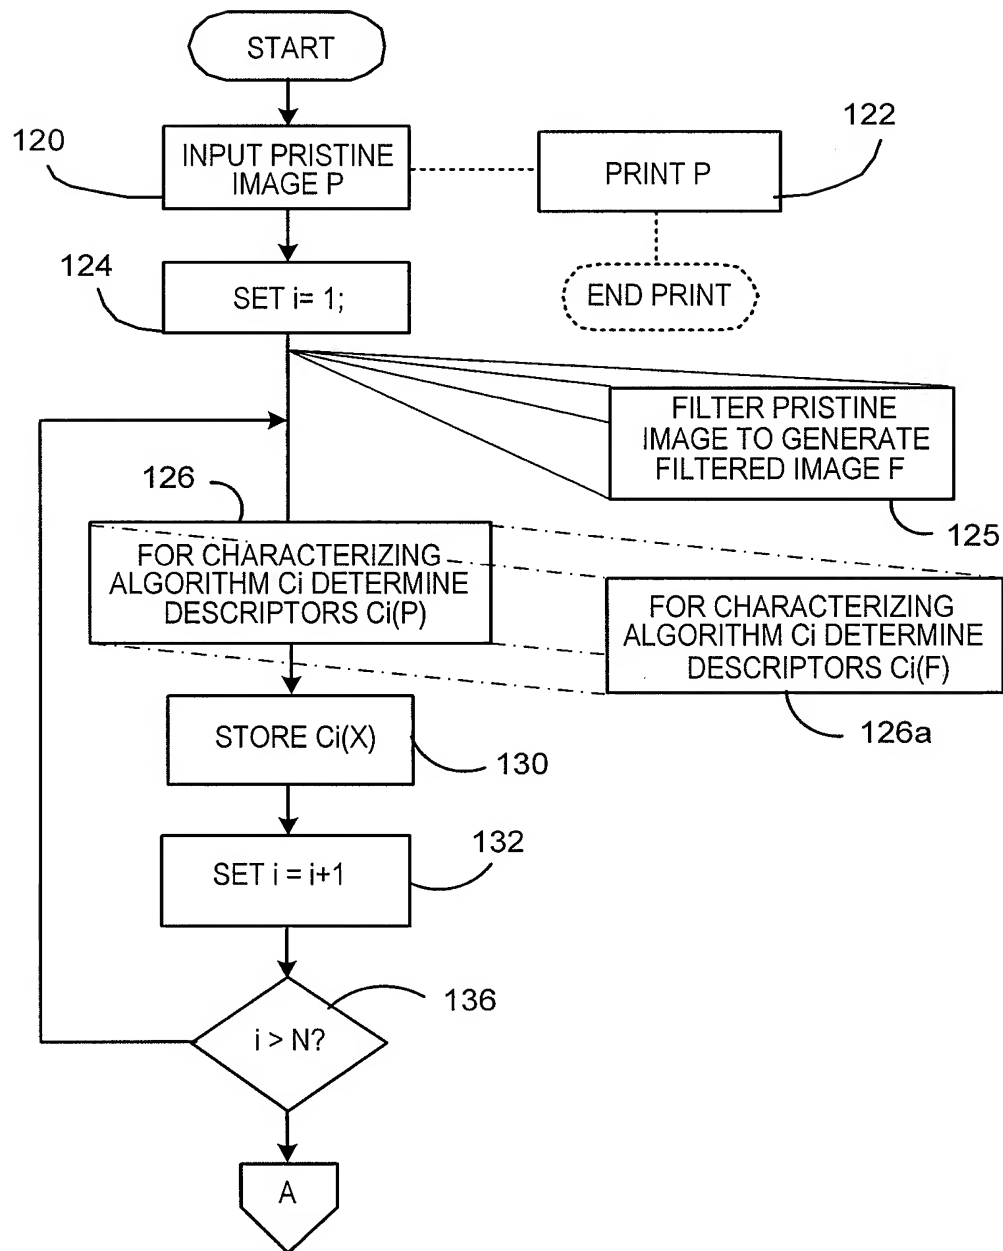 START
120
INPUT PRISTINE
IMAGE P
PRINT P
122
124
SET i= 1;
END PRINT
FILTER PRISTINE
IMAGE TO GENERATE
FILTERED IMAGE F
125
126
FOR CHARACTERIZING
ALGORITHM Ci DETERMINE
DESCRIPTORS Ci(P)
FOR CHARACTERIZING
ALGORITHM Ci DETERMINE
DESCRIPTORS Ci(F)
126a
STORE Ci(X)
130
SET i = i+1
132
i > N?
136
A